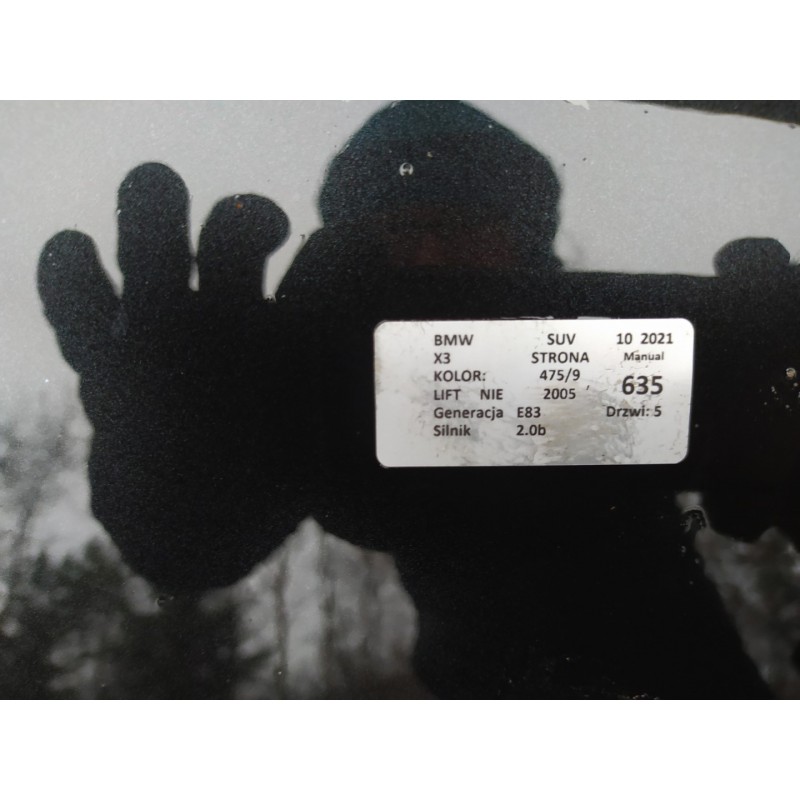 BMW SUV 10 2021
X3 STRONA Manual
KOLOR: 475/9 635
LIFT NIE 2005
Generacja E83 Drzwi: 5
Silnik 2.0b